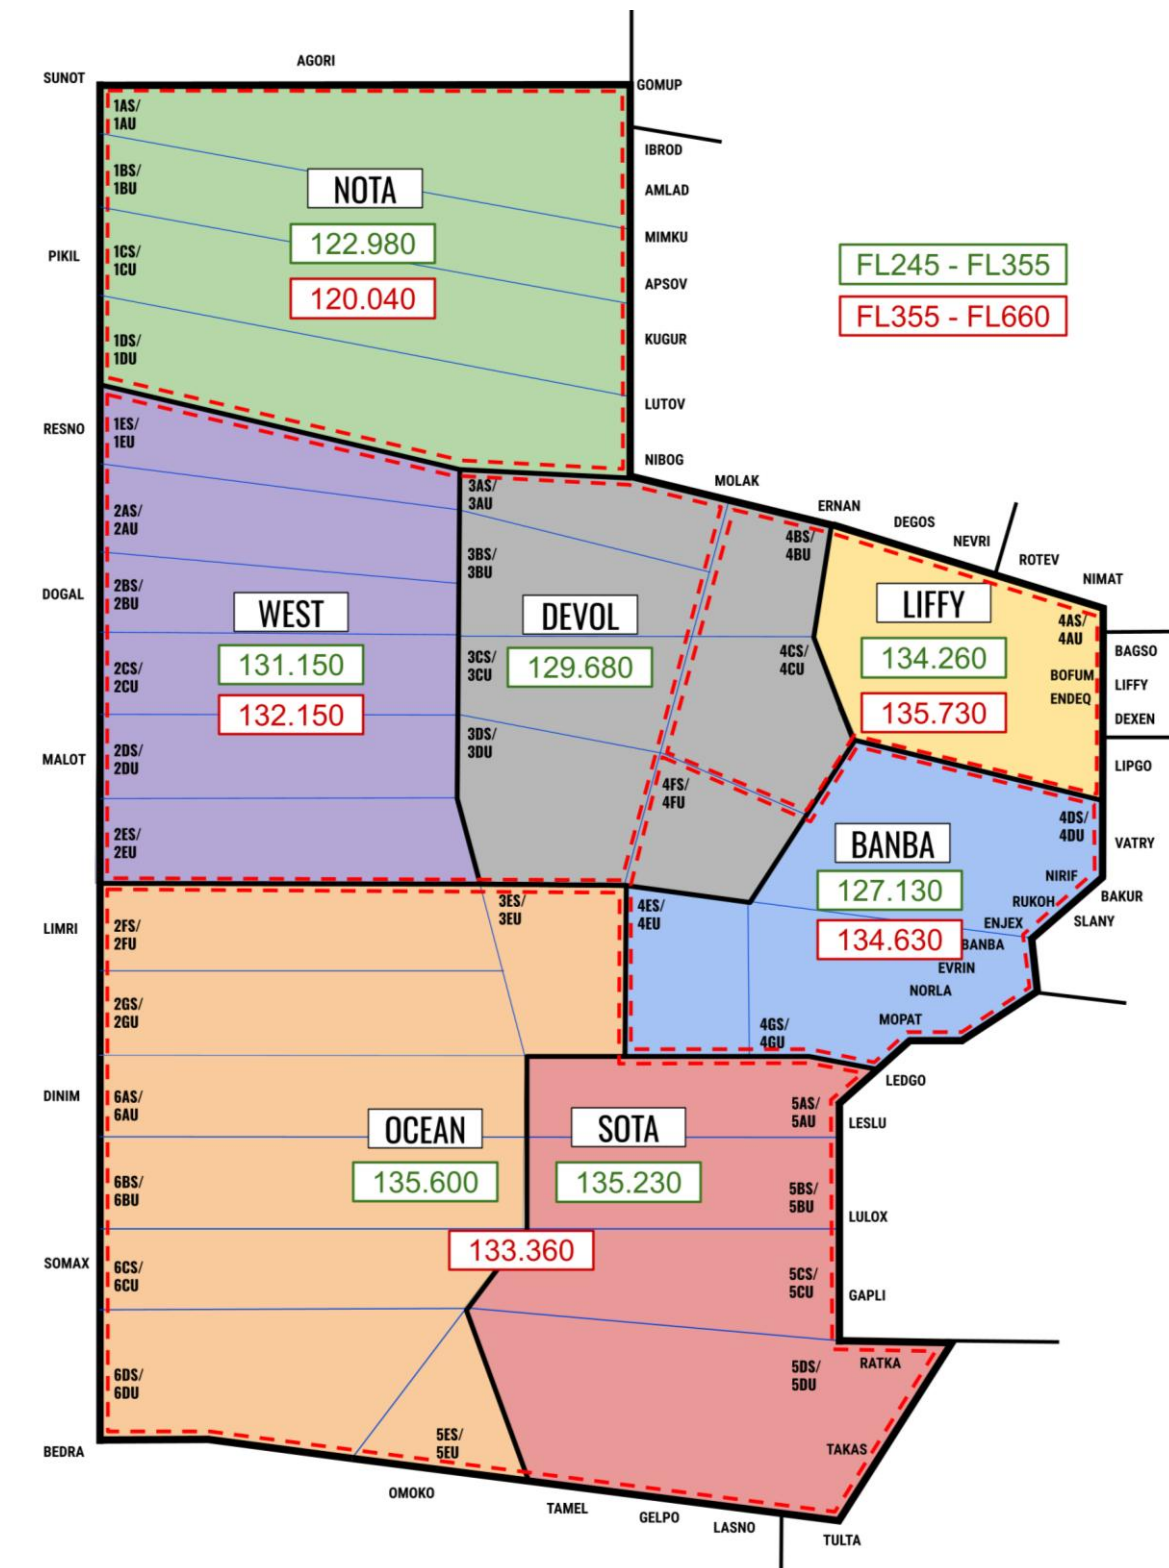 AGORI
SUNOT
GOMUP
1AS/
1AU
IBROD
1BS/
1BU
NOTA
AMLAD
122.980
MIMKU
PIKIL
1CS/
1CU
FL245 - FL355
120.040
APSOV
FL355 - FL660
1DS/
1DU
KUGUR
LUTOV
RESNO
1ES/
1EU
NIBOG
MOLAK
3AS/
3AU
ERNAN
DEGOS
NEVRI
ROTEV
NIMAT
2AS/
2AU
3BS/
3BU
4BS/
4BU
DOGAL
2BS/
2BU
WEST
DEVOL
LIFFY
4AS/
4AU
131.150
129.680
134.260
BAGSO
2CS/
2CU
3CS/
3CU
4CS/
4CU
BOFUM
LIFFY
ENDEQ
132.150
135.730
DEXEN
MALOT
2DS/
2DU
3DS/
3DU
LIPGO
4FS/
4FU
4DS/
4DU
2ES/
2EU
BANBA
VATRY
127.130
NIRIF
BAKUR
RUKOH
SLANY
LIMRI
2FS/
2FU
3ES/
3EU
4ES/
4EU
134.630
ENJEX
BANBA
EVRIN
NORLA
2GS/
2GU
4GS/
4GU
MOPAT
LEDGO
DINIM
6AS/
6AU
5AS/
5AU
LESLU
OCEAN
SOTA
135.600
135.230
6BS/
6BU
5BS/
5BU
LULOX
133.360
SOMAX
6CS/
6CU
5CS/
5CU
GAPLI
6DS/
6DU
5DS/
5DU
RATKA
BEDRA
5ES/
5EU
TAKAS
OMOKO
TAMEL
GELPO
LASNO
TULTA